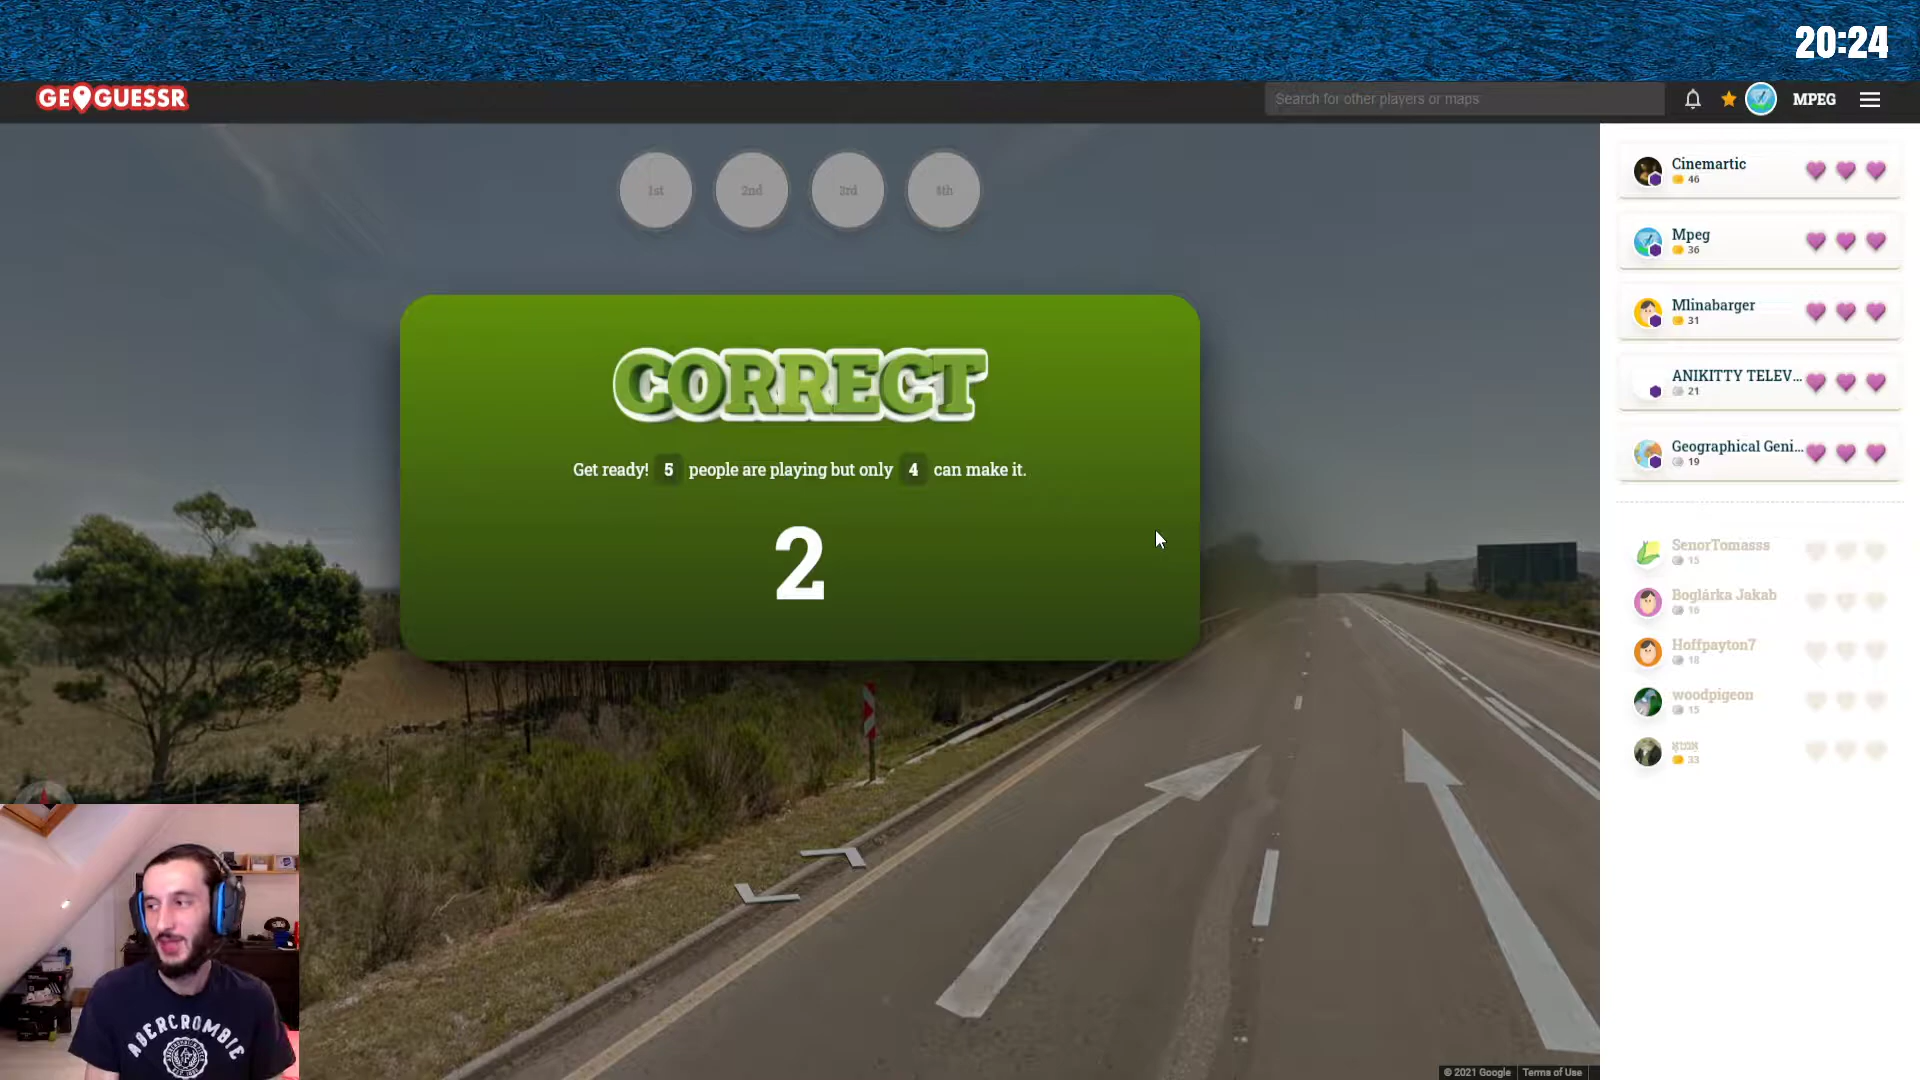 20:24
GEOGUESSR
Search for other players or maps
MPEG
1st
2nd
3rd
4th
CORRECT
Get ready! 5 people are playing but only 4 can make it.
2
Cinemartic
46
Mpeg
36
Mlinabarger
31
ANIKITTY TELEV...
21
Geographical Geni...
19
SenorTomasss
15
Boglárka Jakab
16
Hoffpayton7
18
woodpigeon
15
33
ABERCROMBIE
© 2021 Google
Terms of Use